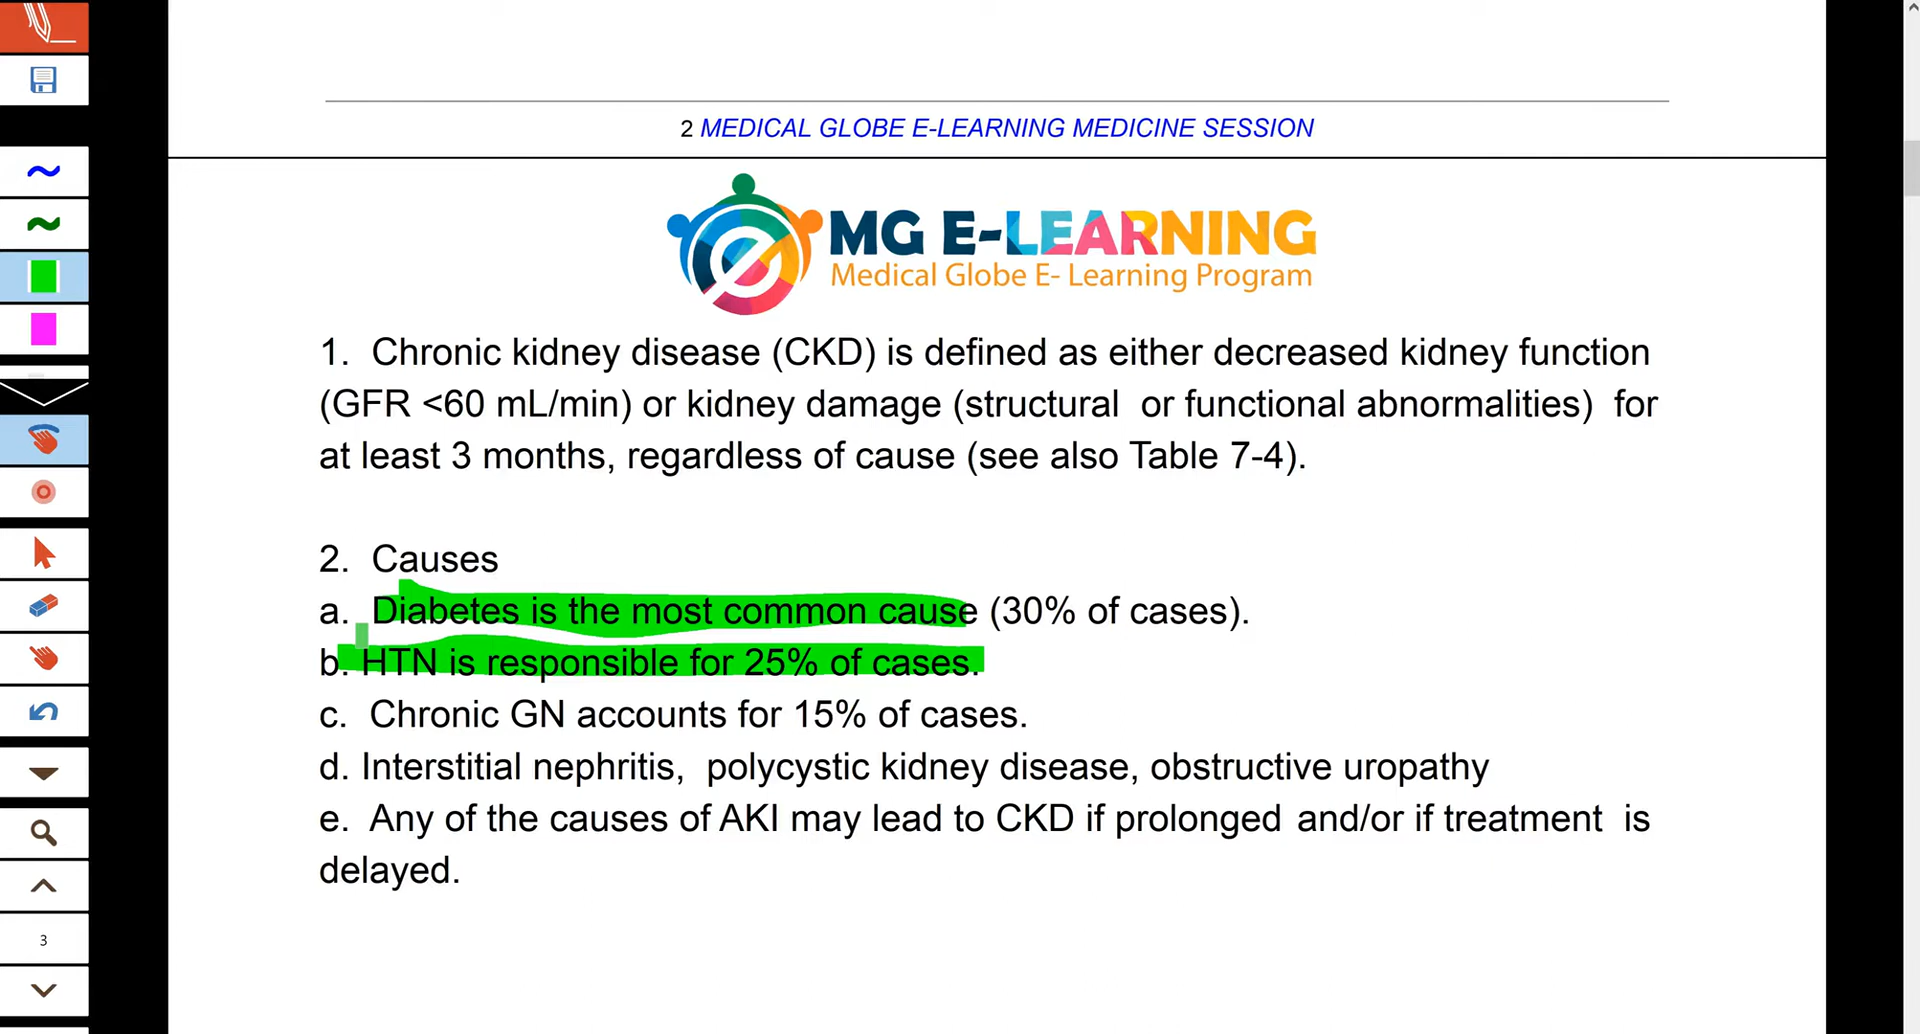 2 MEDICAL GLOBE E-LEARNING MEDICINE SESSION
MG E-LEARNING
Medical Globe E- Learning Program
1. Chronic kidney disease (CKD) is defined as either decreased kidney function
(GFR <60 mL/min) or kidney damage (structural or functional abnormalities) for
at least 3 months, regardless of cause (see also Table 7-4).
2. Causes
a. Diabetes is the most common cause (30% of cases).
b. HTN is responsible for 25% of cases.
c. Chronic GN accounts for 15% of cases.
d. Interstitial nephritis, polycystic kidney disease, obstructive uropathy
e. Any of the causes of AKI may lead to CKD if prolonged and/or if treatment is
delayed.
3